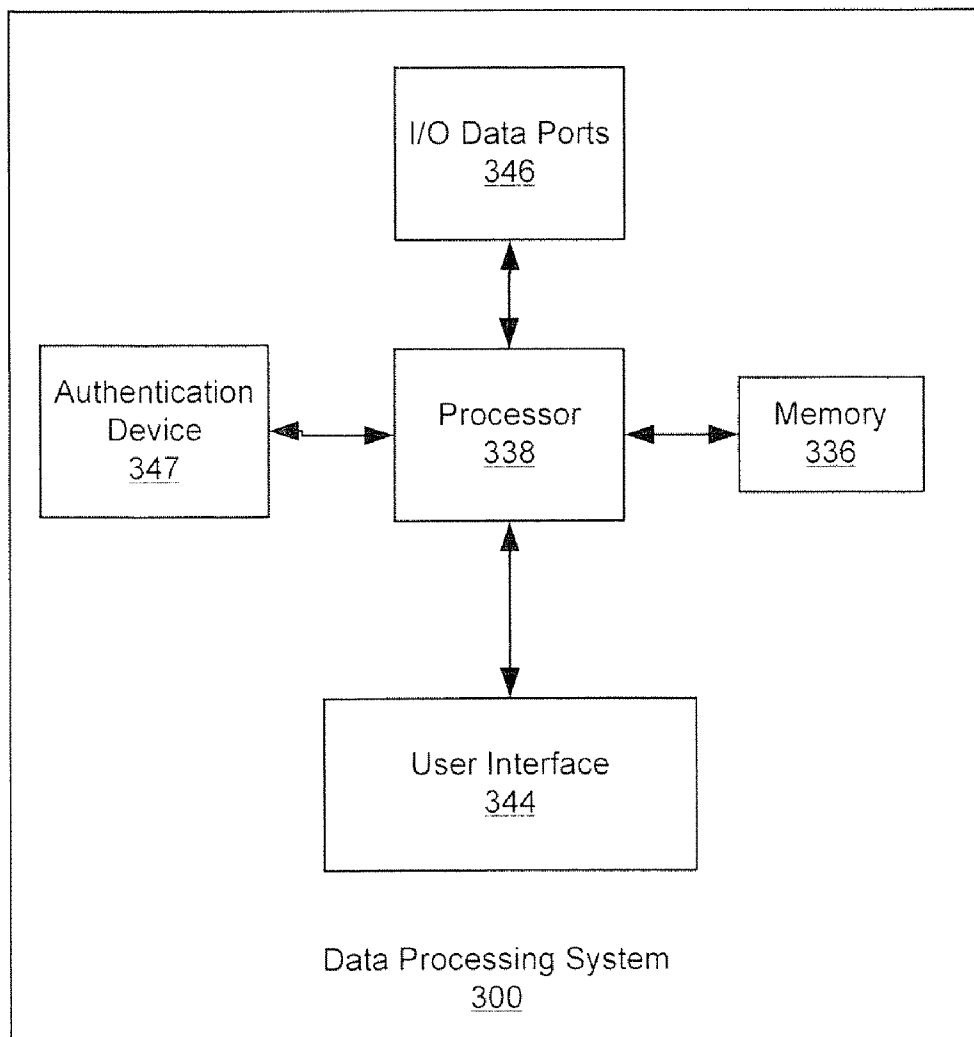 I/O Data Ports
346
Authentication
Device
347
Processor
338
Memory
336
User Interface
344
Data Processing System
300